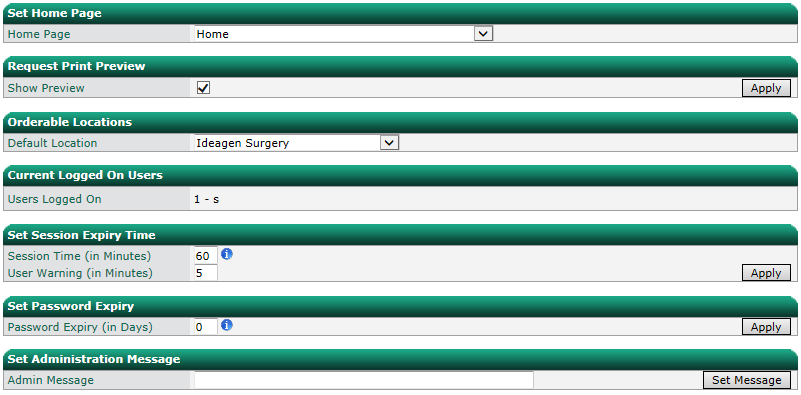 Set Home Page
Home Page Home
Request Print Preview
Show Preview Apply
Orderable Locations
Default Location Ideagen Surgery
Current Logged On Users
Users Logged On 1 - s
Set Session Expiry Time
Session Time (in Minutes) 60 i
User Warning (in Minutes) 5 Apply
Set Password Expiry
Password Expiry (in Days) 0 i Apply
Set Administration Message
Admin Message Set Message